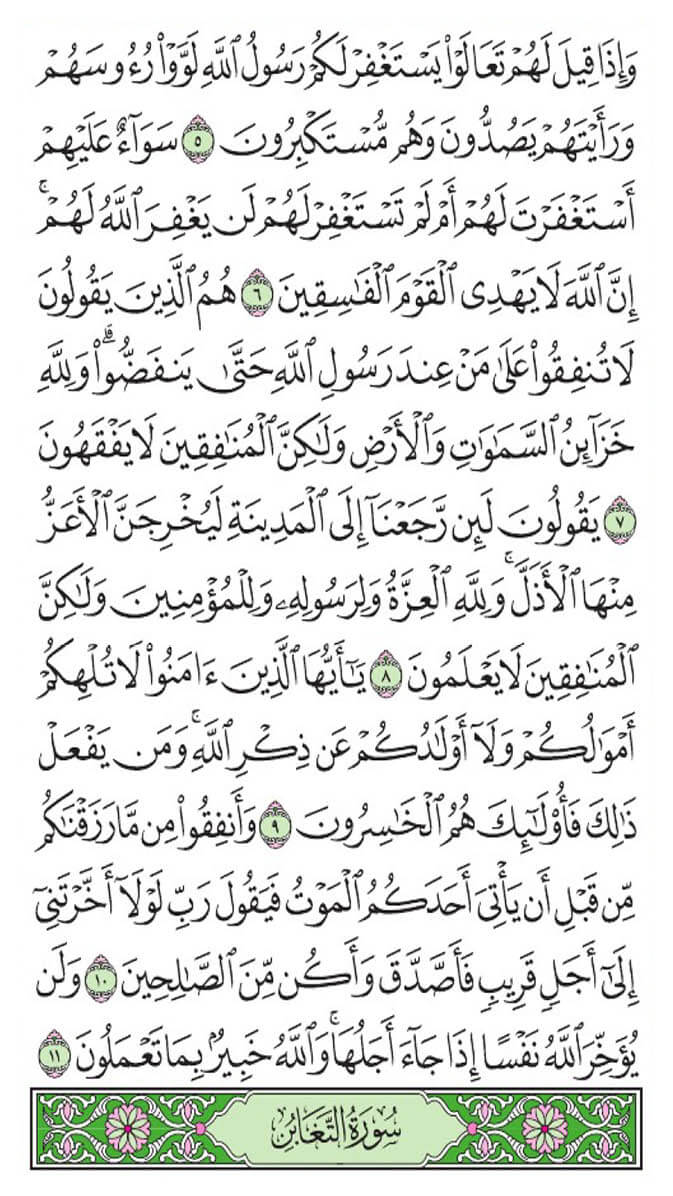 وَإِذَا قِيلَ لَهُمْ تَعَالَوْا۟ يَسْتَغْفِرْ لَكُمْ رَسُولُ ٱللَّهِ لَوَّوْا۟ رُءُوسَهُمْ
وَرَأَيْتَهُمْ يَصُدُّونَ وَهُم مُّسْتَكْبِرُونَ ٥ سَوَآءٌ عَلَيْهِمْ
أَسْتَغْفَرْتَ لَهُمْ أَمْ لَمْ تَسْتَغْفِرْ لَهُمْ لَن يَغْفِرَ ٱللَّهُ لَهُمْ ۚ
إِنَّ ٱللَّهَ لَا يَهْدِى ٱلْقَوْمَ ٱلْفَـٰسِقِينَ ٦ هُمُ ٱلَّذِينَ يَقُولُونَ
لَا تُنفِقُوا۟ عَلَىٰ مَنْ عِندَ رَسُولِ ٱللَّهِ حَتَّىٰ يَنفَضُّوا۟ ۗ وَلِلَّهِ
خَزَآئِنُ ٱلسَّمَـٰوَٰتِ وَٱلْأَرْضِ وَلَـٰكِنَّ ٱلْمُنَـٰفِقِينَ لَا يَفْقَهُونَ
٧ يَقُولُونَ لَئِن رَّجَعْنَآ إِلَى ٱلْمَدِينَةِ لَيُخْرِجَنَّ ٱلْأَعَزُّ
مِنْهَا ٱلْأَذَلَّ ۚ وَلِلَّهِ ٱلْعِزَّةُ وَلِرَسُولِهِۦ وَلِلْمُؤْمِنِينَ وَلَـٰكِنَّ
ٱلْمُنَـٰفِقِينَ لَا يَعْلَمُونَ ٨ يَـٰٓأَيُّهَا ٱلَّذِينَ ءَامَنُوا۟ لَا تُلْهِكُمْ
أَمْوَٰلُكُمْ وَلَآ أَوْلَـٰدُكُمْ عَن ذِكْرِ ٱللَّهِ ۚ وَمَن يَفْعَلْ
ذَٰلِكَ فَأُو۟لَـٰٓئِكَ هُمُ ٱلْخَـٰسِرُونَ ٩ وَأَنفِقُوا۟ مِن مَّا رَزَقْنَـٰكُم
مِّن قَبْلِ أَن يَأْتِىَ أَحَدَكُمُ ٱلْمَوْتُ فَيَقُولَ رَبِّ لَوْلَآ أَخَّرْتَنِىٓ
إِلَىٰٓ أَجَلٍ قَرِيبٍ فَأَصَّدَّقَ وَأَكُن مِّنَ ٱلصَّـٰلِحِينَ ١٠ وَلَن
يُؤَخِّرَ ٱللَّهُ نَفْسًا إِذَا جَآءَ أَجَلُهَا ۚ وَٱللَّهُ خَبِيرٌۢ بِمَا تَعْمَلُونَ ١١
سُورَةُ التَّغَابُنِ